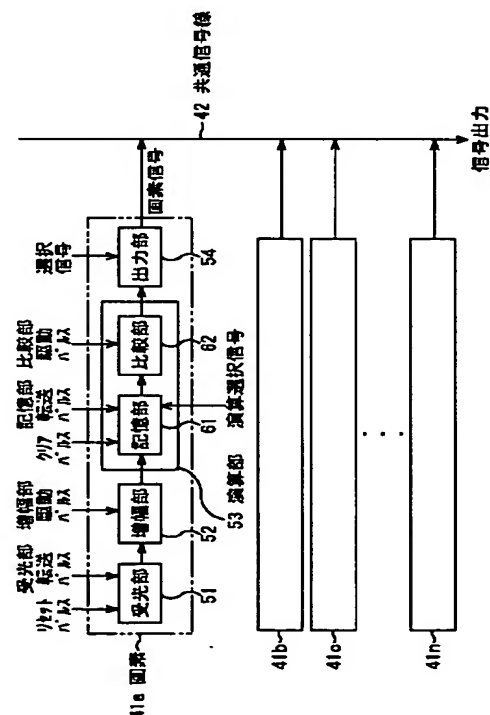 41a 画素
リセット
パルス
受光部
転送
パルス
増幅部
駆動
パルス
クリア
パルス
記憶部
転送
パルス
比較部
駆動
パルス
選択
信号
受光部
51
増幅部
52
記憶部
61
比較部
62
出力部
54
画素信号
53 演算部
演算選択信号
42 共通信号線
41b
41c
41n
信号出力